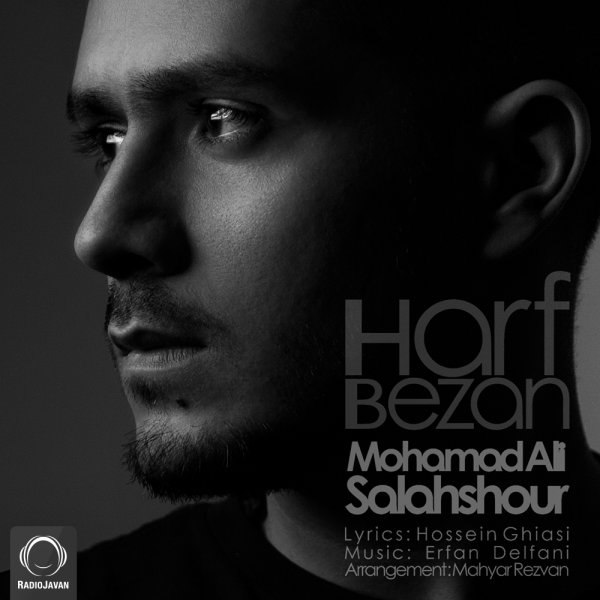 Harf
Bezan
Mohamad Ali
Salahshour
Lyrics: Hossein Ghiasi
Music: Erfan Delfani
Arrangement: Mahyar Rezvan
RADIOJAVAN